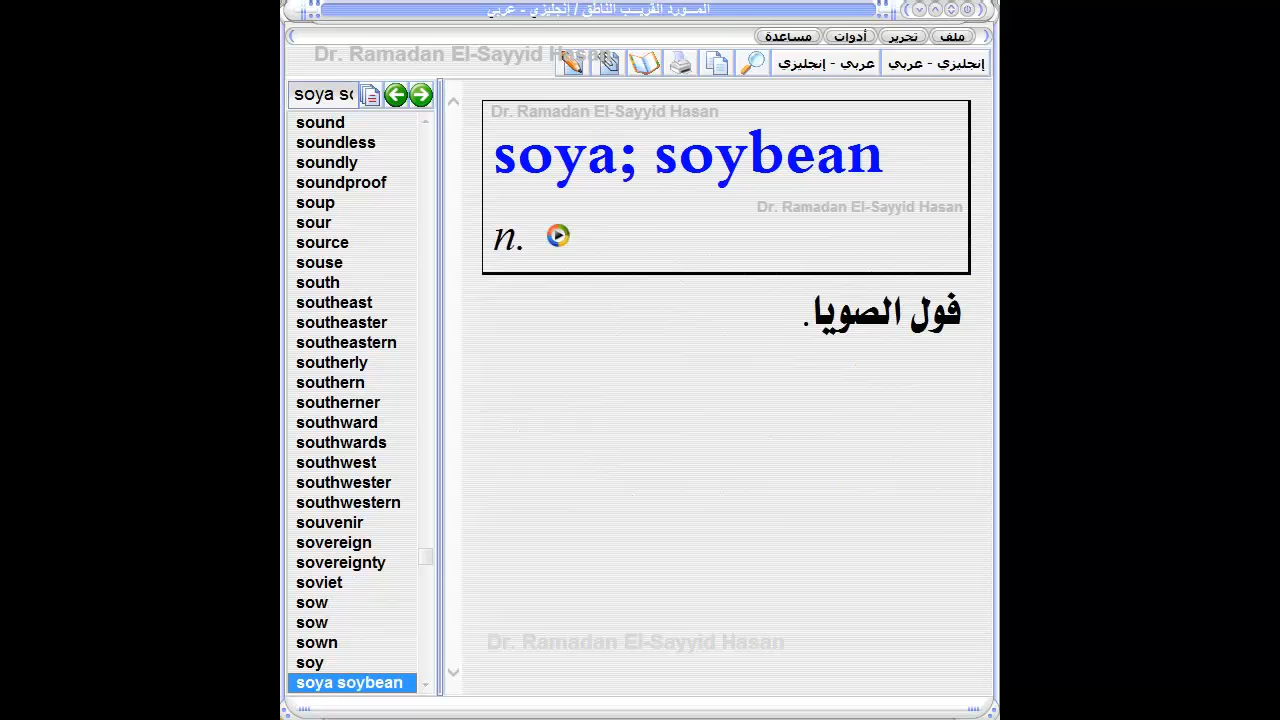 المـــورد القريـــب الناطق / إنجليزي - عربي
ملف
تحرير
أدوات
مساعدة
Dr. Ramadan El-Sayyid Hasan
إنجليزي - عربي
عربي - إنجليزي
soya so
sound
soundless
soundly
soundproof
soup
sour
source
souse
south
southeast
southeaster
southeastern
southerly
southern
southerner
southward
southwards
southwest
southwester
southwestern
souvenir
sovereign
sovereignty
soviet
sow
sow
sown
soy
soya soybean
Dr. Ramadan El-Sayyid Hasan
soya; soybean
Dr. Ramadan El-Sayyid Hasan
n.
فول الصويا.
Dr. Ramadan El-Sayyid Hasan